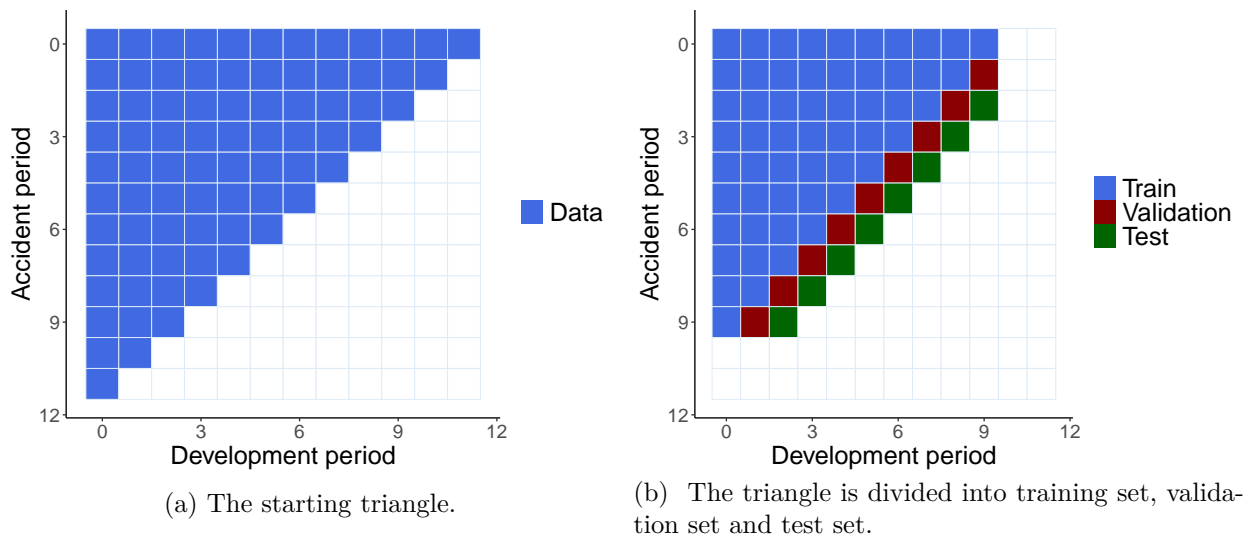 0
3
6
9
12
Accident period
0
3
6
9
12
Development period
Data
(a) The starting triangle.
0
3
6
9
12
Accident period
0
3
6
9
12
Development period
Train
Validation
Test
(b) The triangle is divided into training set, valida-
tion set and test set.